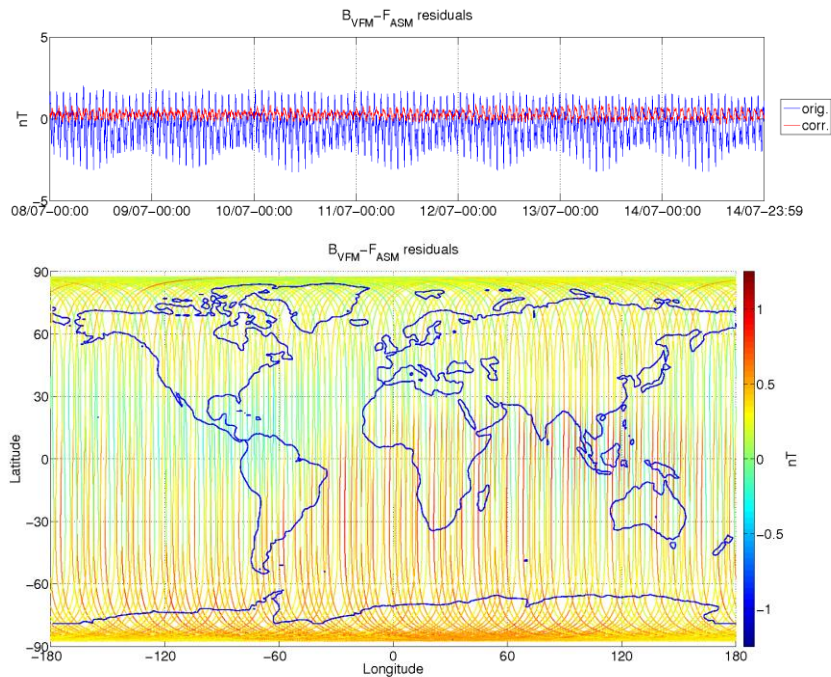 B_VFM–F_ASM residuals
5
nT
0
orig.
corr.
−5
08/07−00:00 09/07−00:00 10/07−00:00 11/07−00:00 12/07−00:00 13/07−00:00 14/07−00:00 14/07−23:59
B_VFM–F_ASM residuals
90
60
30
Latitude
0
−30
−60
−90
−180 −120 −60 0 60 120 180
Longitude
1
0.5
0
nT
−0.5
−1